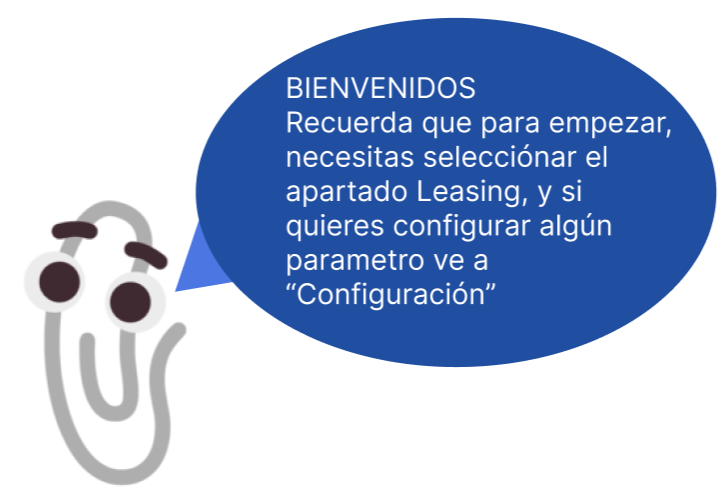 BIENVENIDOS
Recuerda que para empezar,
necesitas selecciónar el
apartado Leasing, y si
quieres configurar algún
parametro ve a
“Configuración”